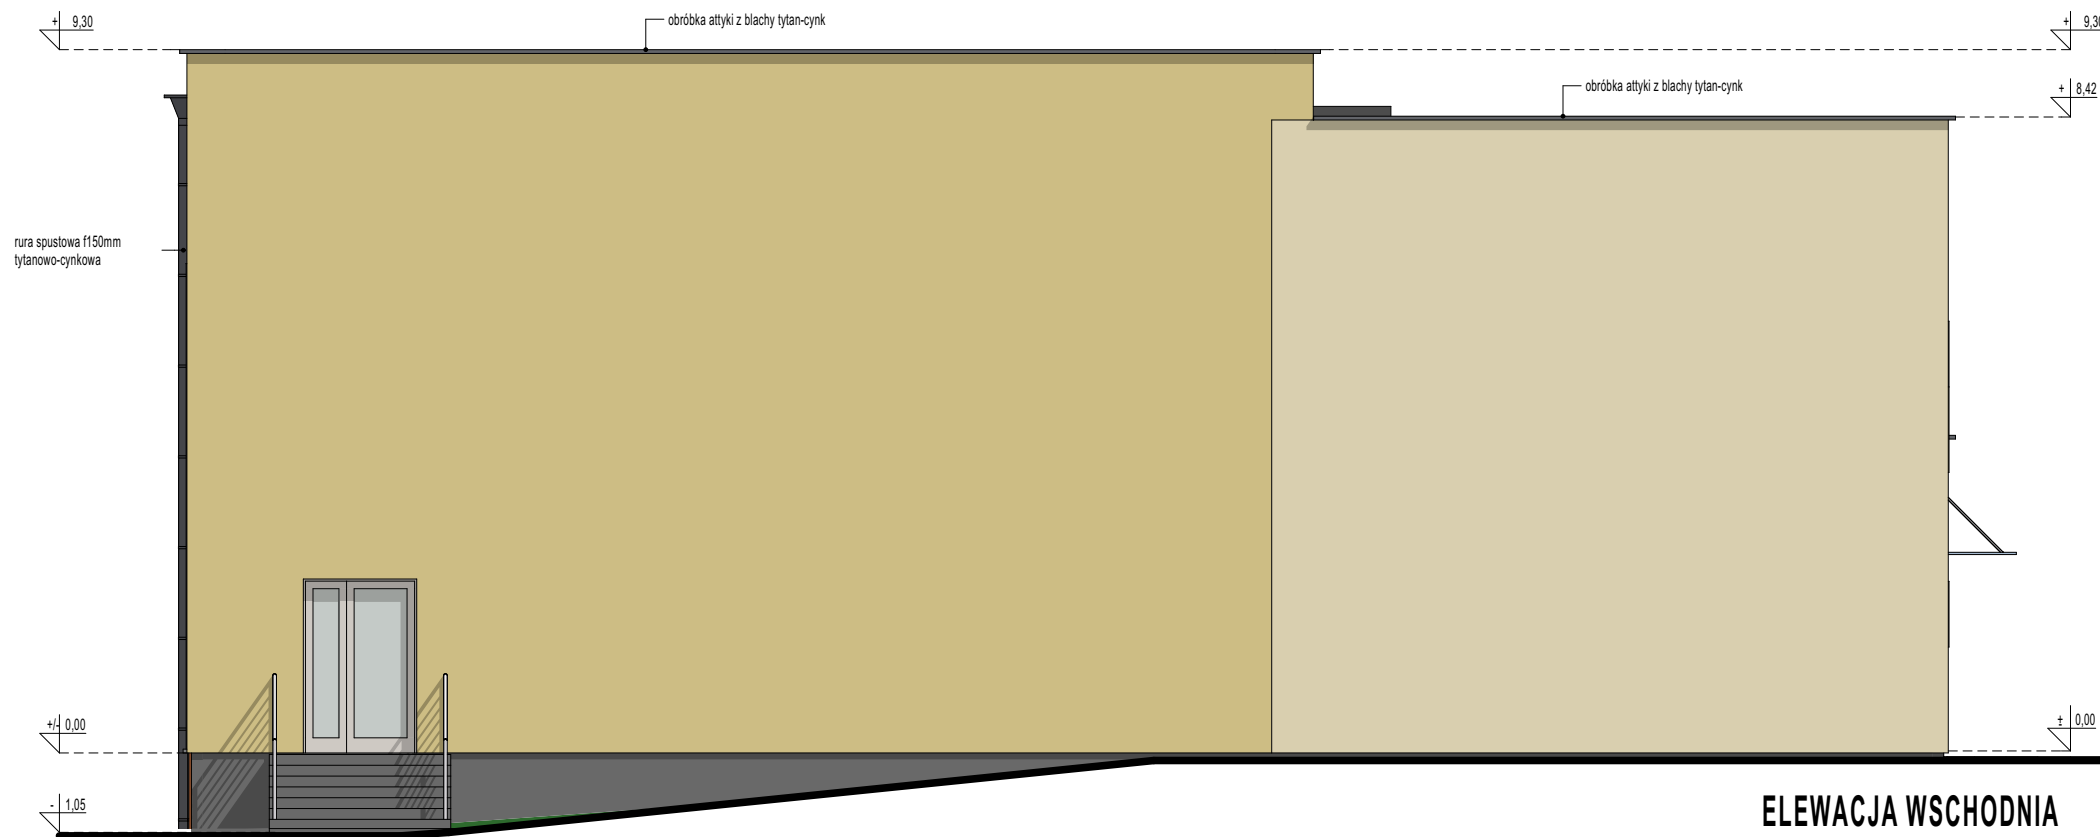 + 9,30
obróbka attyki z blachy tytan-cynk
+ 9,30
obróbka attyki z blachy tytan-cynk
+ 8,42
rura spustowa f150mm
tytanowo-cynkowa
+/- 0,00
± 0,00
- 1,05
ELEWACJA WSCHODNIA